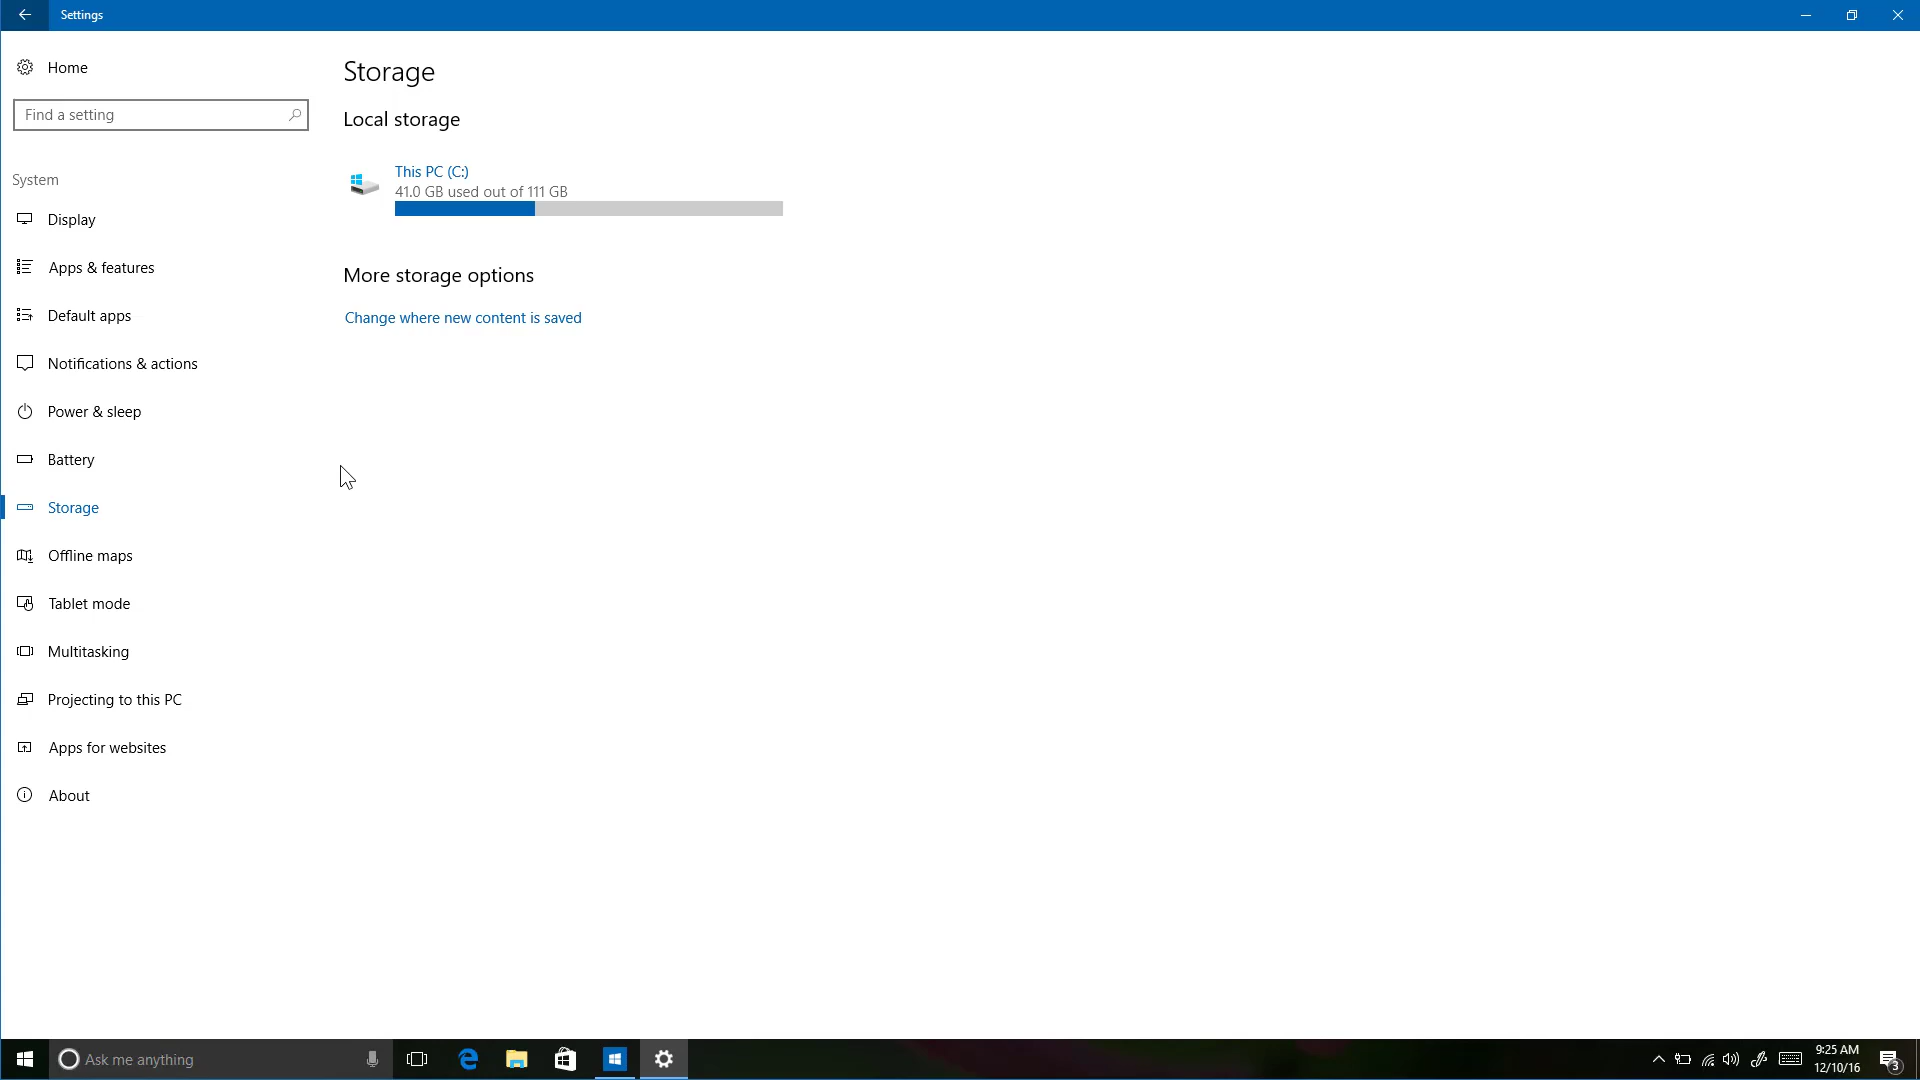 Settings
Home
Find a setting
System
Display
Apps & features
Default apps
Notifications & actions
Power & sleep
Battery
Storage
Offline maps
Tablet mode
Multitasking
Projecting to this PC
Apps for websites
About
Storage
Local storage
This PC (C:)
41.0 GB used out of 111 GB
More storage options
Change where new content is saved
Ask me anything
9:25 AM
12/10/16
3